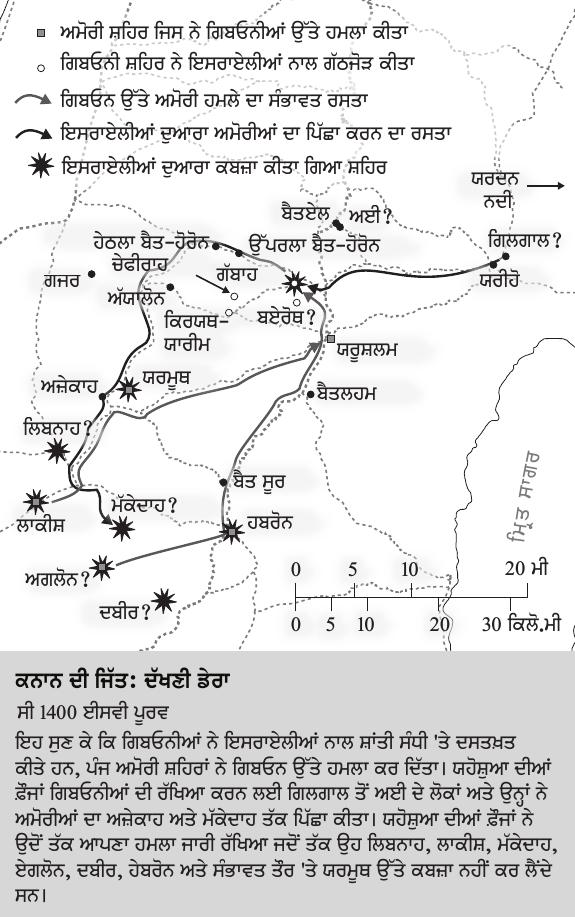 ਅਮੋਰੀ ਸ਼ਹਿਰ ਜਿਸ ਨੇ ਗਿਬਓਨੀਆਂ ਉੱਤੇ ਹਮਲਾ ਕੀਤਾ
ਗਿਬਓਨੀ ਸ਼ਹਿਰ ਨੇ ਇਸਰਾਏਲੀਆਂ ਨਾਲ ਗੱਠਜੋੜ ਕੀਤਾ
ਗਿਬਓਨ ਉੱਤੇ ਅਮੋਰੀ ਹਮਲੇ ਦਾ ਸੰਭਾਵਤ ਰਸਤਾ
ਇਸਰਾਏਲੀਆਂ ਦੁਆਰਾ ਅਮੋਰੀਆਂ ਦਾ ਪਿੱਛਾ ਕਰਨ ਦਾ ਰਸਤਾ
ਇਸਰਾਏਲੀਆਂ ਦੁਆਰਾ ਕਬਜ਼ਾ ਕੀਤਾ ਗਿਆ ਸ਼ਹਿਰ
ਯਰਦਨ
ਨਦੀ
ਬੈਤਏਲ
ਅਈ?
ਹੇਠਲਾ ਬੈਤ-ਹੋਰੋਨ
ਉੱਪਰਲਾ ਬੈਤ-ਹੋਰੋਨ
ਗਿਲਗਾਲ?
ਚੇਫੀਰਾਹ
ਗੱਬਾਹ
ਗਜਰ
ਯਰੀਹੋ
ਅੱਯਾਲੋਨ
ਬਏਰੋਥ?
ਕਿਰਯਥ-
ਯਾਰੀਮ
ਯਰੂਸ਼ਲਮ
ਯਰਮੂਥ
ਅਜ਼ੇਕਾਹ
ਬੈਤਲਹਮ
ਲਿਬਨਾਹ?
ਬੈਤ ਸੂਰ
ਮੱਕੇਦਾਹ?
ਲਾਕੀਸ਼
ਹਬਰੋਨ
ਮ੍ਰਿਤ ਸਾਗਰ
ਅਗਲੋਨ?
ਦਬੀਰ?
0 5 10 20 ਮੀ
0 5 10 20 30 ਕਿਲੋ.ਮੀ
ਕਨਾਨ ਦੀ ਜਿੱਤ: ਦੱਖਣੀ ਡੇਰਾ
ਸੀ 1400 ਈਸਵੀ ਪੂਰਵ
ਇਹ ਸੁਣ ਕੇ ਕਿ ਗਿਬਓਨੀਆਂ ਨੇ ਇਸਰਾਏਲੀਆਂ ਨਾਲ ਸ਼ਾਂਤੀ ਸੰਧੀ 'ਤੇ ਦਸਤਖ਼ਤ
ਕੀਤੇ ਹਨ, ਪੰਜ ਅਮੋਰੀ ਸ਼ਹਿਰਾਂ ਨੇ ਗਿਬਓਨ ਉੱਤੇ ਹਮਲਾ ਕਰ ਦਿੱਤਾ। ਯਹੋਸ਼ੁਆ ਦੀਆਂ
ਫ਼ੌਜਾਂ ਗਿਬਓਨੀਆਂ ਦੀ ਰੱਖਿਆ ਕਰਨ ਲਈ ਗਿਲਗਾਲ ਤੋਂ ਅਈ ਦੇ ਲੋਕਾਂ ਅਤੇ ਉਨ੍ਹਾਂ ਨੇ
ਅਮੋਰੀਆਂ ਦਾ ਅਜ਼ੇਕਾਹ ਅਤੇ ਮੱਕੇਦਾਹ ਤੱਕ ਪਿੱਛਾ ਕੀਤਾ। ਯਹੋਸ਼ੁਆ ਦੀਆਂ ਫ਼ੌਜਾਂ ਨੇ
ਉਦੋਂ ਤੱਕ ਆਪਣਾ ਹਮਲਾ ਜਾਰੀ ਰੱਖਿਆ ਜਦੋਂ ਤੱਕ ਉਹ ਲਿਬਨਾਹ, ਲਾਕੀਸ਼, ਮੱਕੇਦਾਹ,
ਏਗਲੋਨ, ਦਬੀਰ, ਹੇਬਰੋਨ ਅਤੇ ਸੰਭਾਵਤ ਤੌਰ 'ਤੇ ਯਰਮੂਥ ਉੱਤੇ ਕਬਜ਼ਾ ਨਹੀਂ ਕਰ ਲੈਂਦੇ
ਸਨ।